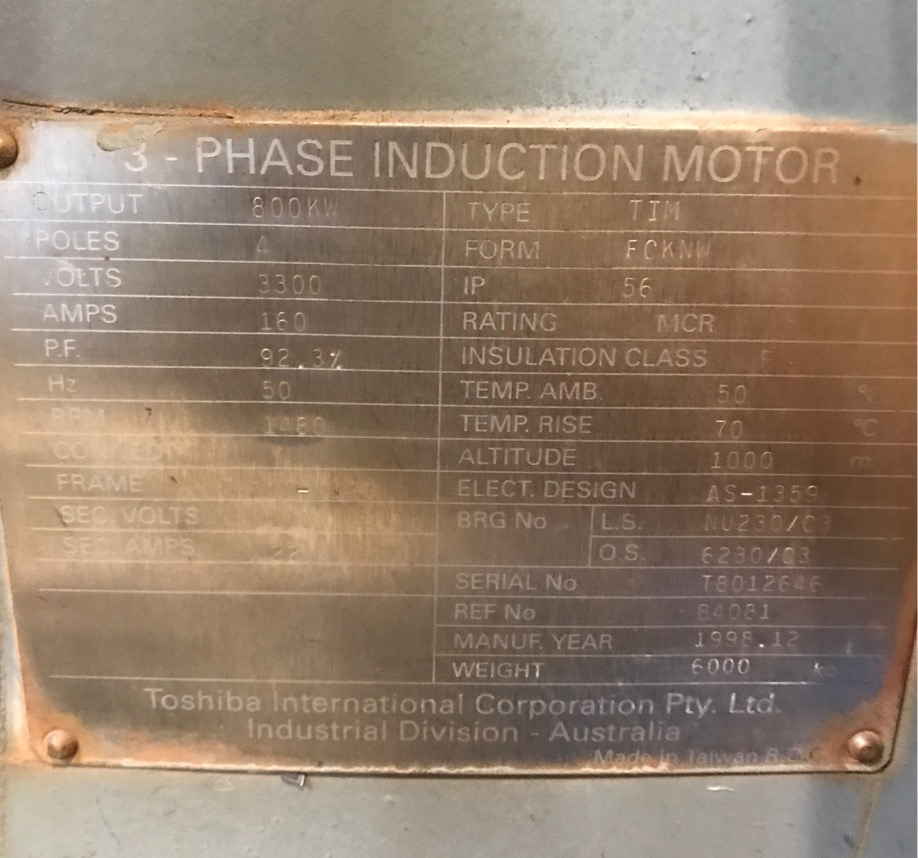 3 - PHASE INDUCTION MOTOR
OUTPUT 800KW TYPE TIM
POLES 4 FORM FCKNW
VOLTS 3300 IP 56
AMPS 160 RATING MCR
P.F. 92.3% INSULATION CLASS F
Hz 50 TEMP. AMB. 50 °C
RPM 1480 TEMP. RISE 70 °C
CONNECT ALTITUDE 1000 m
FRAME - ELECT. DESIGN AS-1359
SEC. VOLTS BRG No L.S. NU230/C3
SEC. AMPS O.S. 6230/C3
SERIAL No T8012646
REF No 84081
MANUF. YEAR 1998.12
WEIGHT 6000 kg
Toshiba International Corporation Pty. Ltd.
Industrial Division - Australia
Made in Taiwan R.O.C